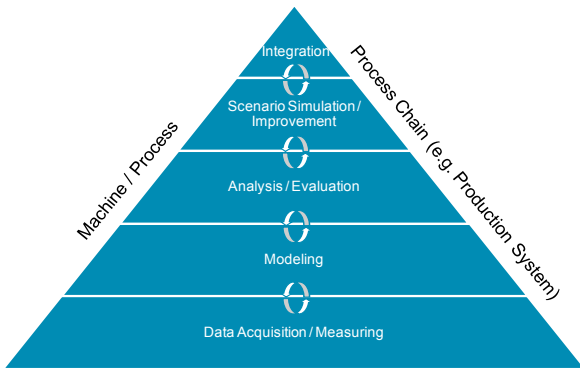 Integration
Scenario Simulation /
Improvement
Analysis / Evaluation
Modeling
Data Acquisition / Measuring
Machine / Process
Process Chain (e.g. Production System)